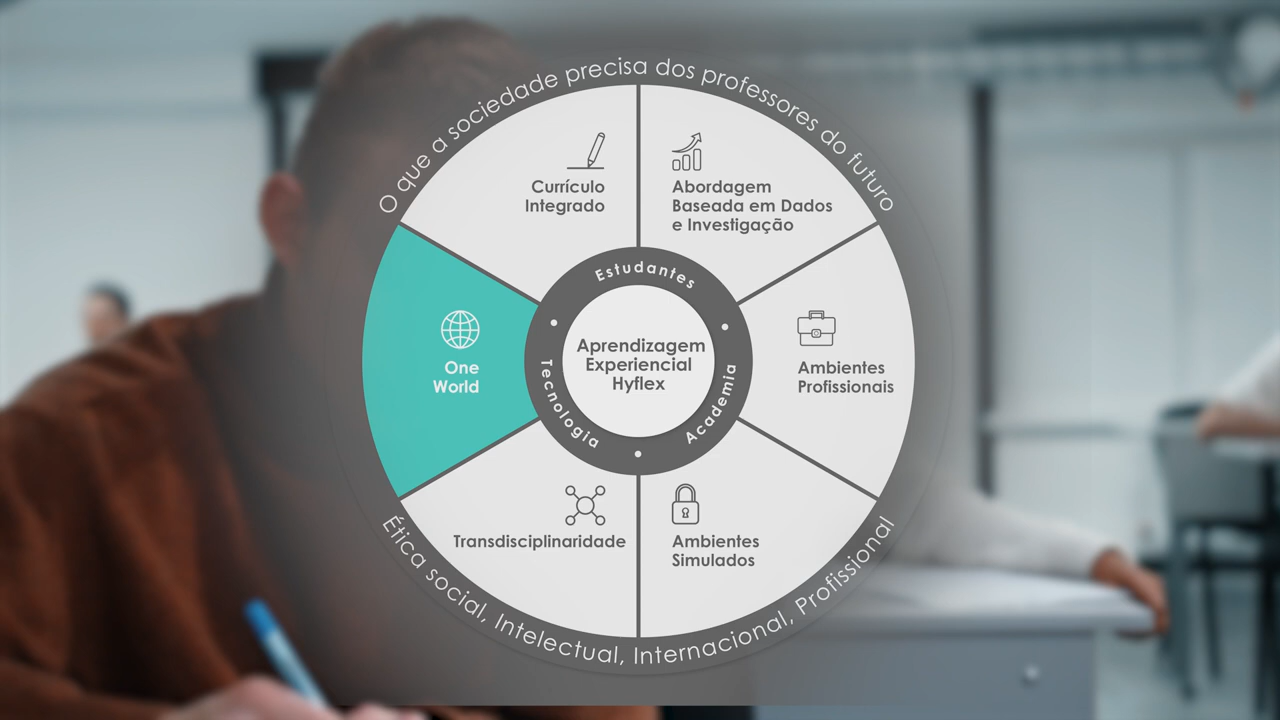 O que a sociedade precisa dos professores do futuro
Currículo
Integrado
Abordagem
Baseada em Dados
e Investigação
Estudantes
One
World
Aprendizagem
Experiencial
Hyflex
Tecnologia
Academia
Ambientes
Profissionais
Transdisciplinaridade
Ambientes
Simulados
Ética social, Intelectual, Internacional, Profissional